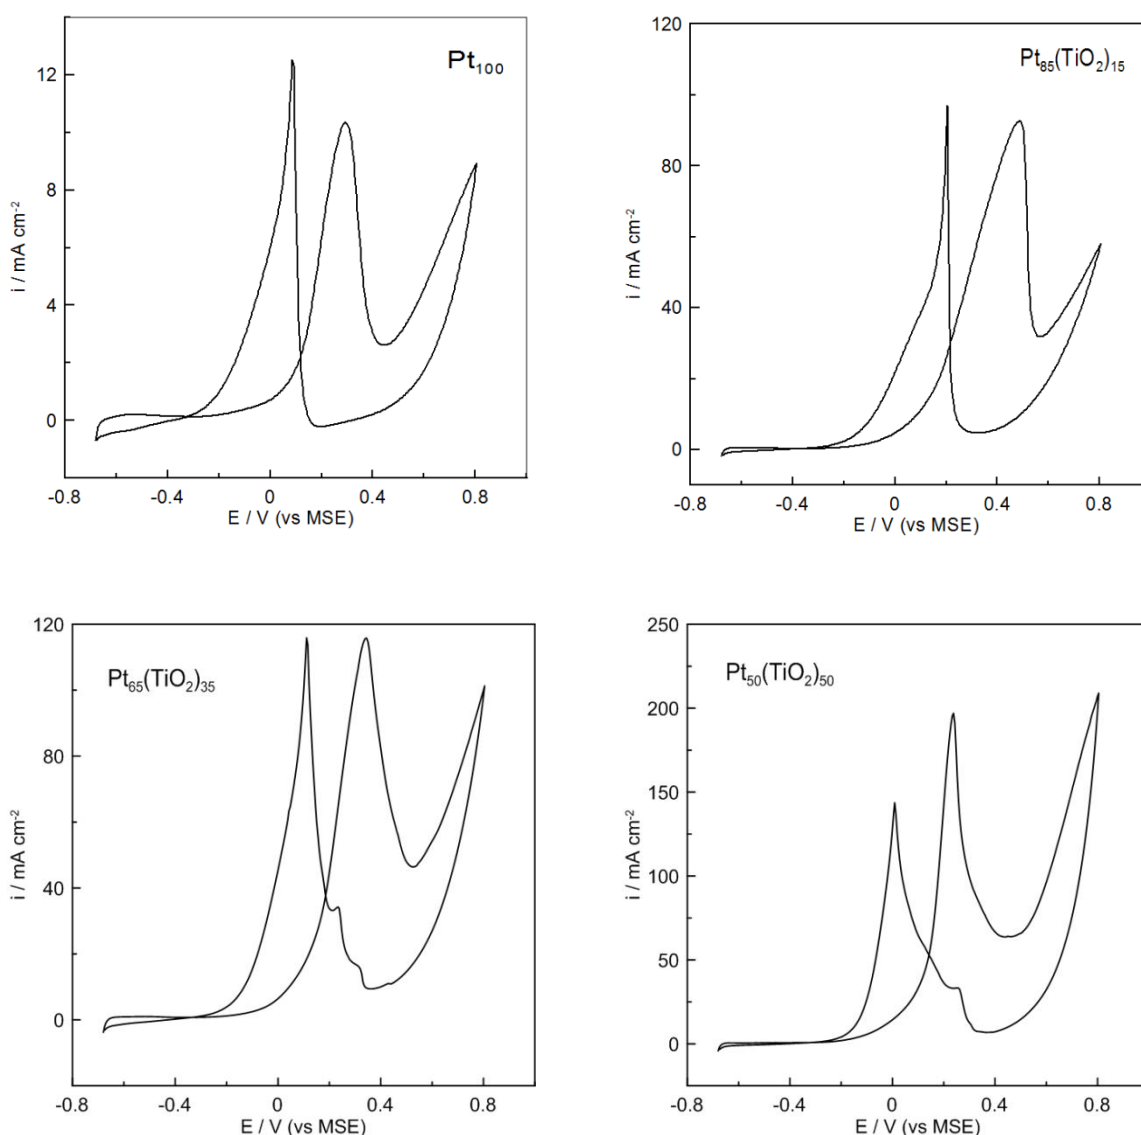 Pt₁₀₀
12
8
4
0
i / mA cm⁻²
-0.8 -0.4 0 0.4 0.8
E / V (vs MSE)
Pt₈₅(TiO₂)₁₅
120
80
40
0
i / mA cm⁻²
-0.8 -0.4 0 0.4 0.8
E / V (vs MSE)
Pt₆₅(TiO₂)₃₅
120
80
40
0
i / mA cm⁻²
-0.8 -0.4 0 0.4 0.8
E / V (vs MSE)
Pt₅₀(TiO₂)₅₀
250
200
150
100
50
0
i / mA cm⁻²
-0.8 -0.4 0 0.4 0.8
E / V (vs MSE)